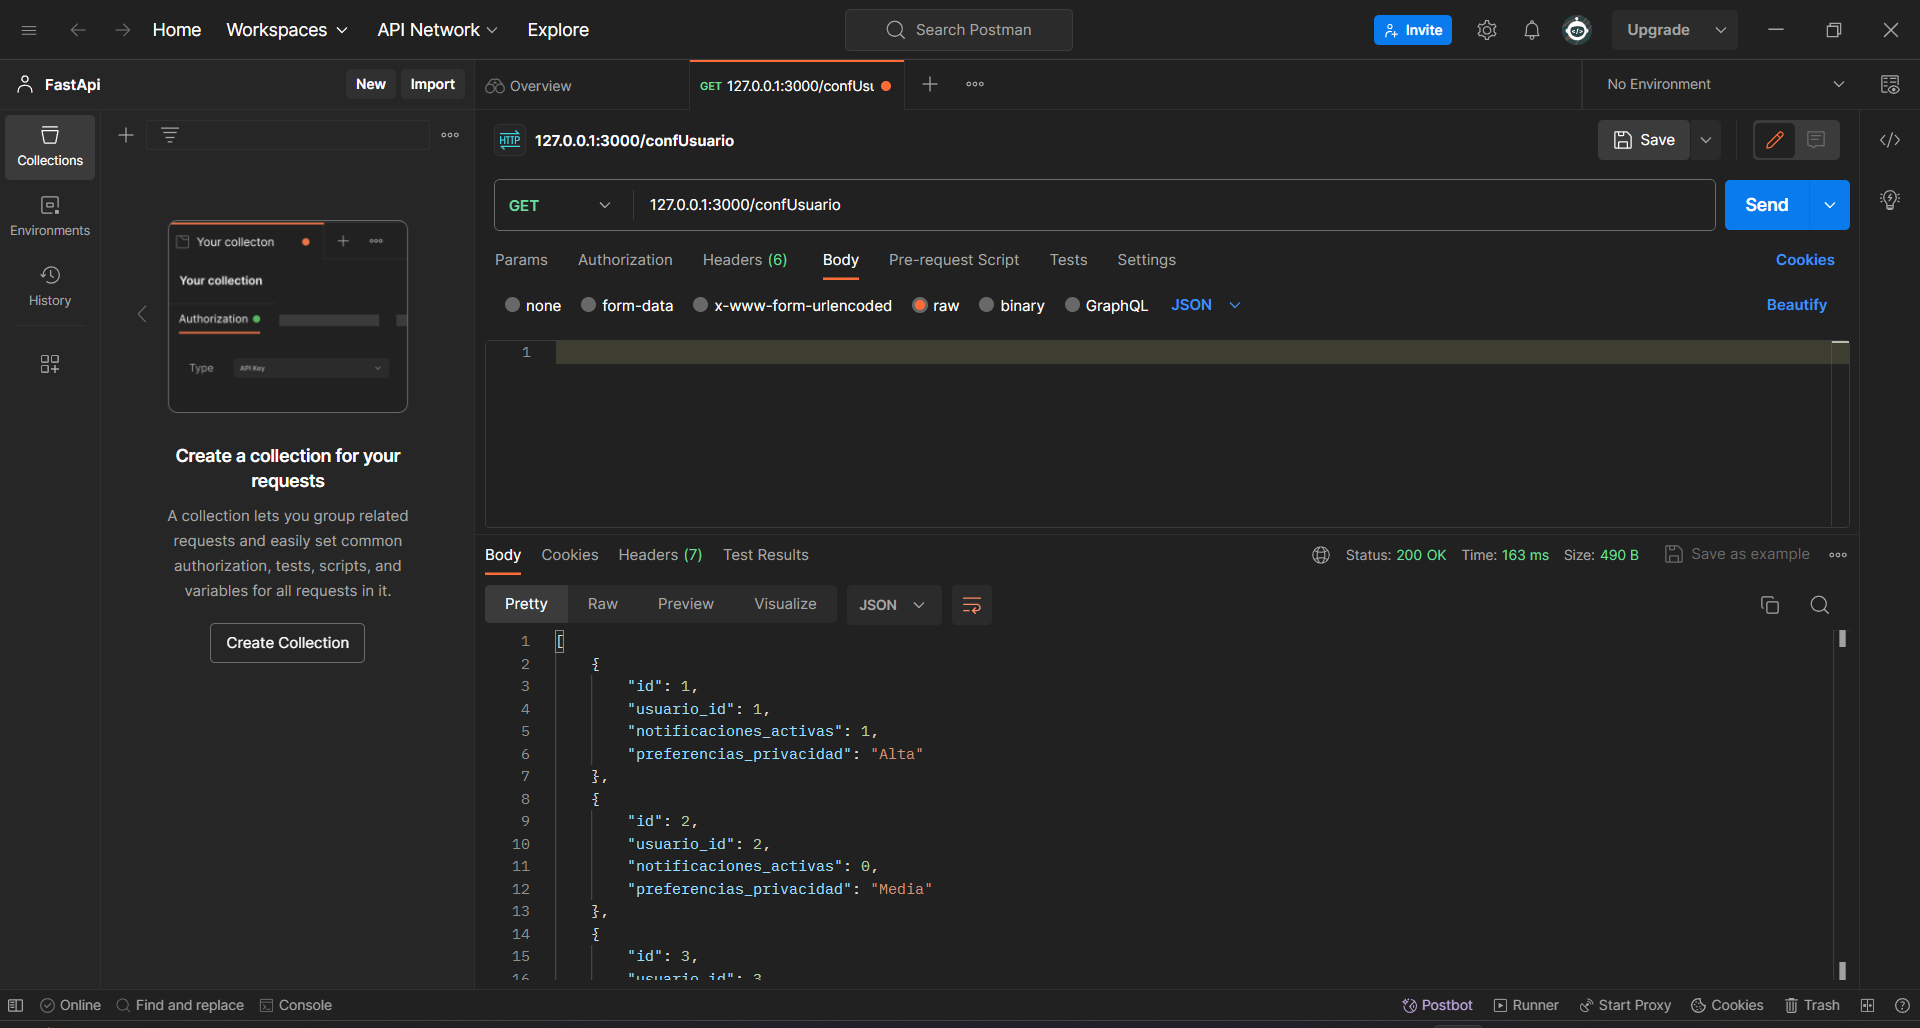 Home Workspaces API Network Explore Search Postman Invite Upgrade
FastApi New Import Overview GET 127.0.0.1:3000/confUsu No Environment
Collections
Environments
History
Your collecton
Your collection
Authorization
Type API Key
Create a collection for your
requests
A collection lets you group related
requests and easily set common
authorization, tests, scripts, and
variables for all requests in it.
Create Collection
HTTP 127.0.0.1:3000/confUsuario Save
GET 127.0.0.1:3000/confUsuario Send
Params Authorization Headers (6) Body Pre-request Script Tests Settings Cookies
none form-data x-www-form-urlencoded raw binary GraphQL JSON Beautify
1
Body Cookies Headers (7) Test Results Status: 200 OK Time: 163 ms Size: 490 B Save as example
Pretty Raw Preview Visualize JSON
1 [
2 {
3 "id": 1,
4 "usuario_id": 1,
5 "notificaciones_activas": 1,
6 "preferencias_privacidad": "Alta"
7 },
8 {
9 "id": 2,
10 "usuario_id": 2,
11 "notificaciones_activas": 0,
12 "preferencias_privacidad": "Media"
13 },
14 {
15 "id": 3,
16 "usuario_id": 3
Online Find and replace Console Postbot Runner Start Proxy Cookies Trash